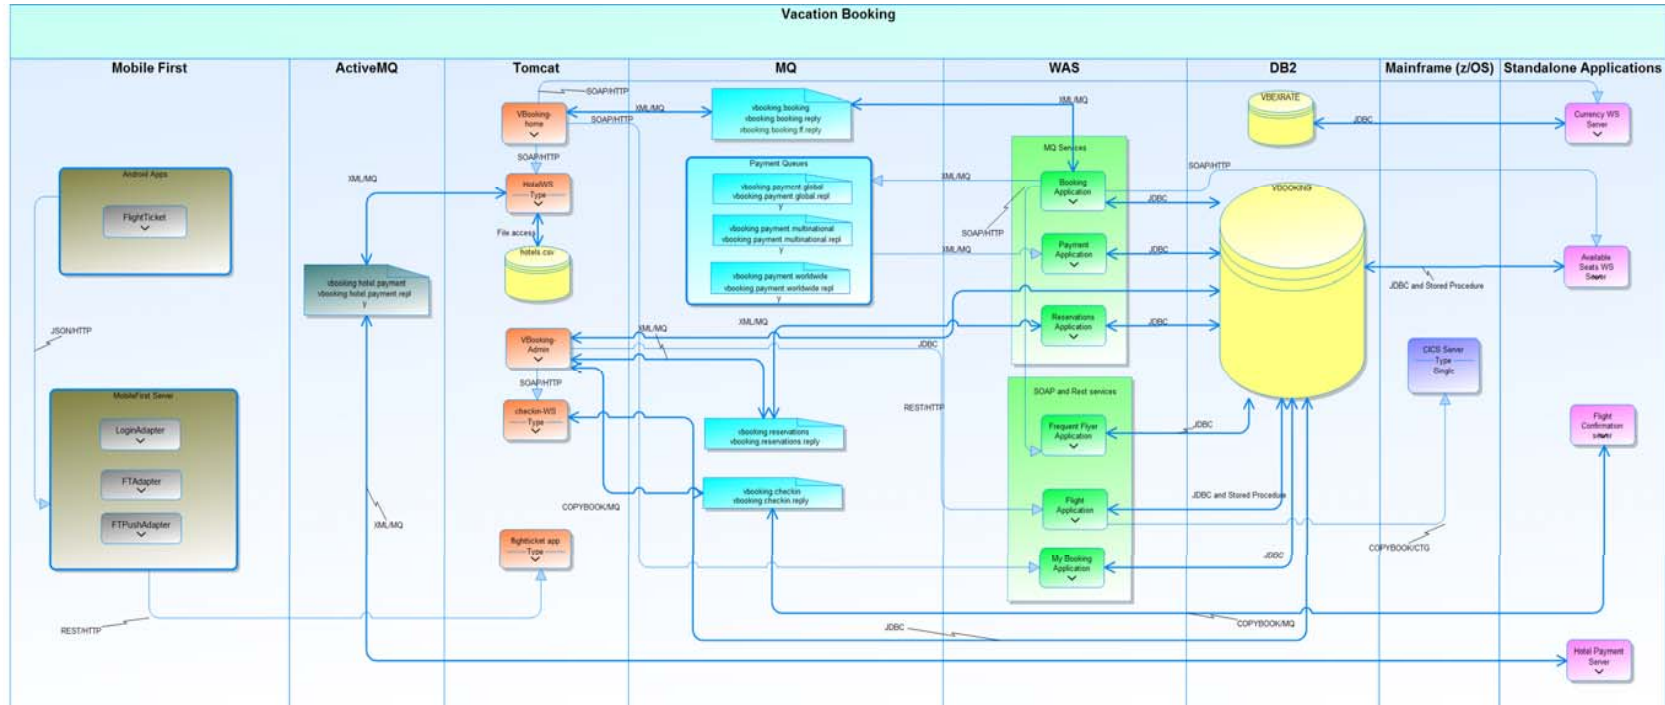 Vacation Booking
Mobile First
ActiveMQ
Tomcat
MQ
WAS
DB2
Mainframe (z/OS)
Standalone Applications
Android Apps
FlightTicket
JSON/HTTP
MobileFirst Server
LoginAdapter
FTAdapter
FTPushAdapter
REST/HTTP
XML/MQ
vbooking.hotel.payment
vbooking.hotel.payment.repl
y
XML/MQ
SOAP/HTTP
VBooking-
home
XML/MQ
SOAP/HTTP
SOAP/HTTP
HotelWS
Type
File access
hotels.csv
VBooking-
Admin
XML/MQ
JDBC
SOAP/HTTP
checkin-WS
Type
COPYBOOK/MQ
flightticket app
Type
vbooking.booking
vbooking.booking.reply
vbooking.booking.ff.reply
XML/MQ
Payment Queues
vbooking.payment.global
vbooking.payment.global.repl
y
vbooking.payment.multinational
vbooking.payment.multinational.repl
y
vbooking.payment.worldwide
vbooking.payment.worldwide.repl
y
XML/MQ
XML/MQ
XML/MQ
vbooking.reservations
vbooking.reservations.reply
vbooking.checkin
vbooking.checkin.reply
REST/HTTP
JDBC
MQ Services
Booking
Application
SOAP/HTTP
Payment
Application
Reservations
Application
JDBC
JDBC
JDBC
SOAP and Rest services
Frequent Flyer
Application
JDBC
Flight
Application
JDBC and Stored Procedure
My Booking
Application
JDBC
COPYBOOK/MQ
VBEXRATE
JDBC
SOAP/HTTP
VBOOKING
JDBC and Stored Procedure
CICS Server
Type
Single
COPYBOOK/CTG
Currency WS
Server
Available
Seats WS
Server
Flight
Confirmation
server
Hotel Payment
Server